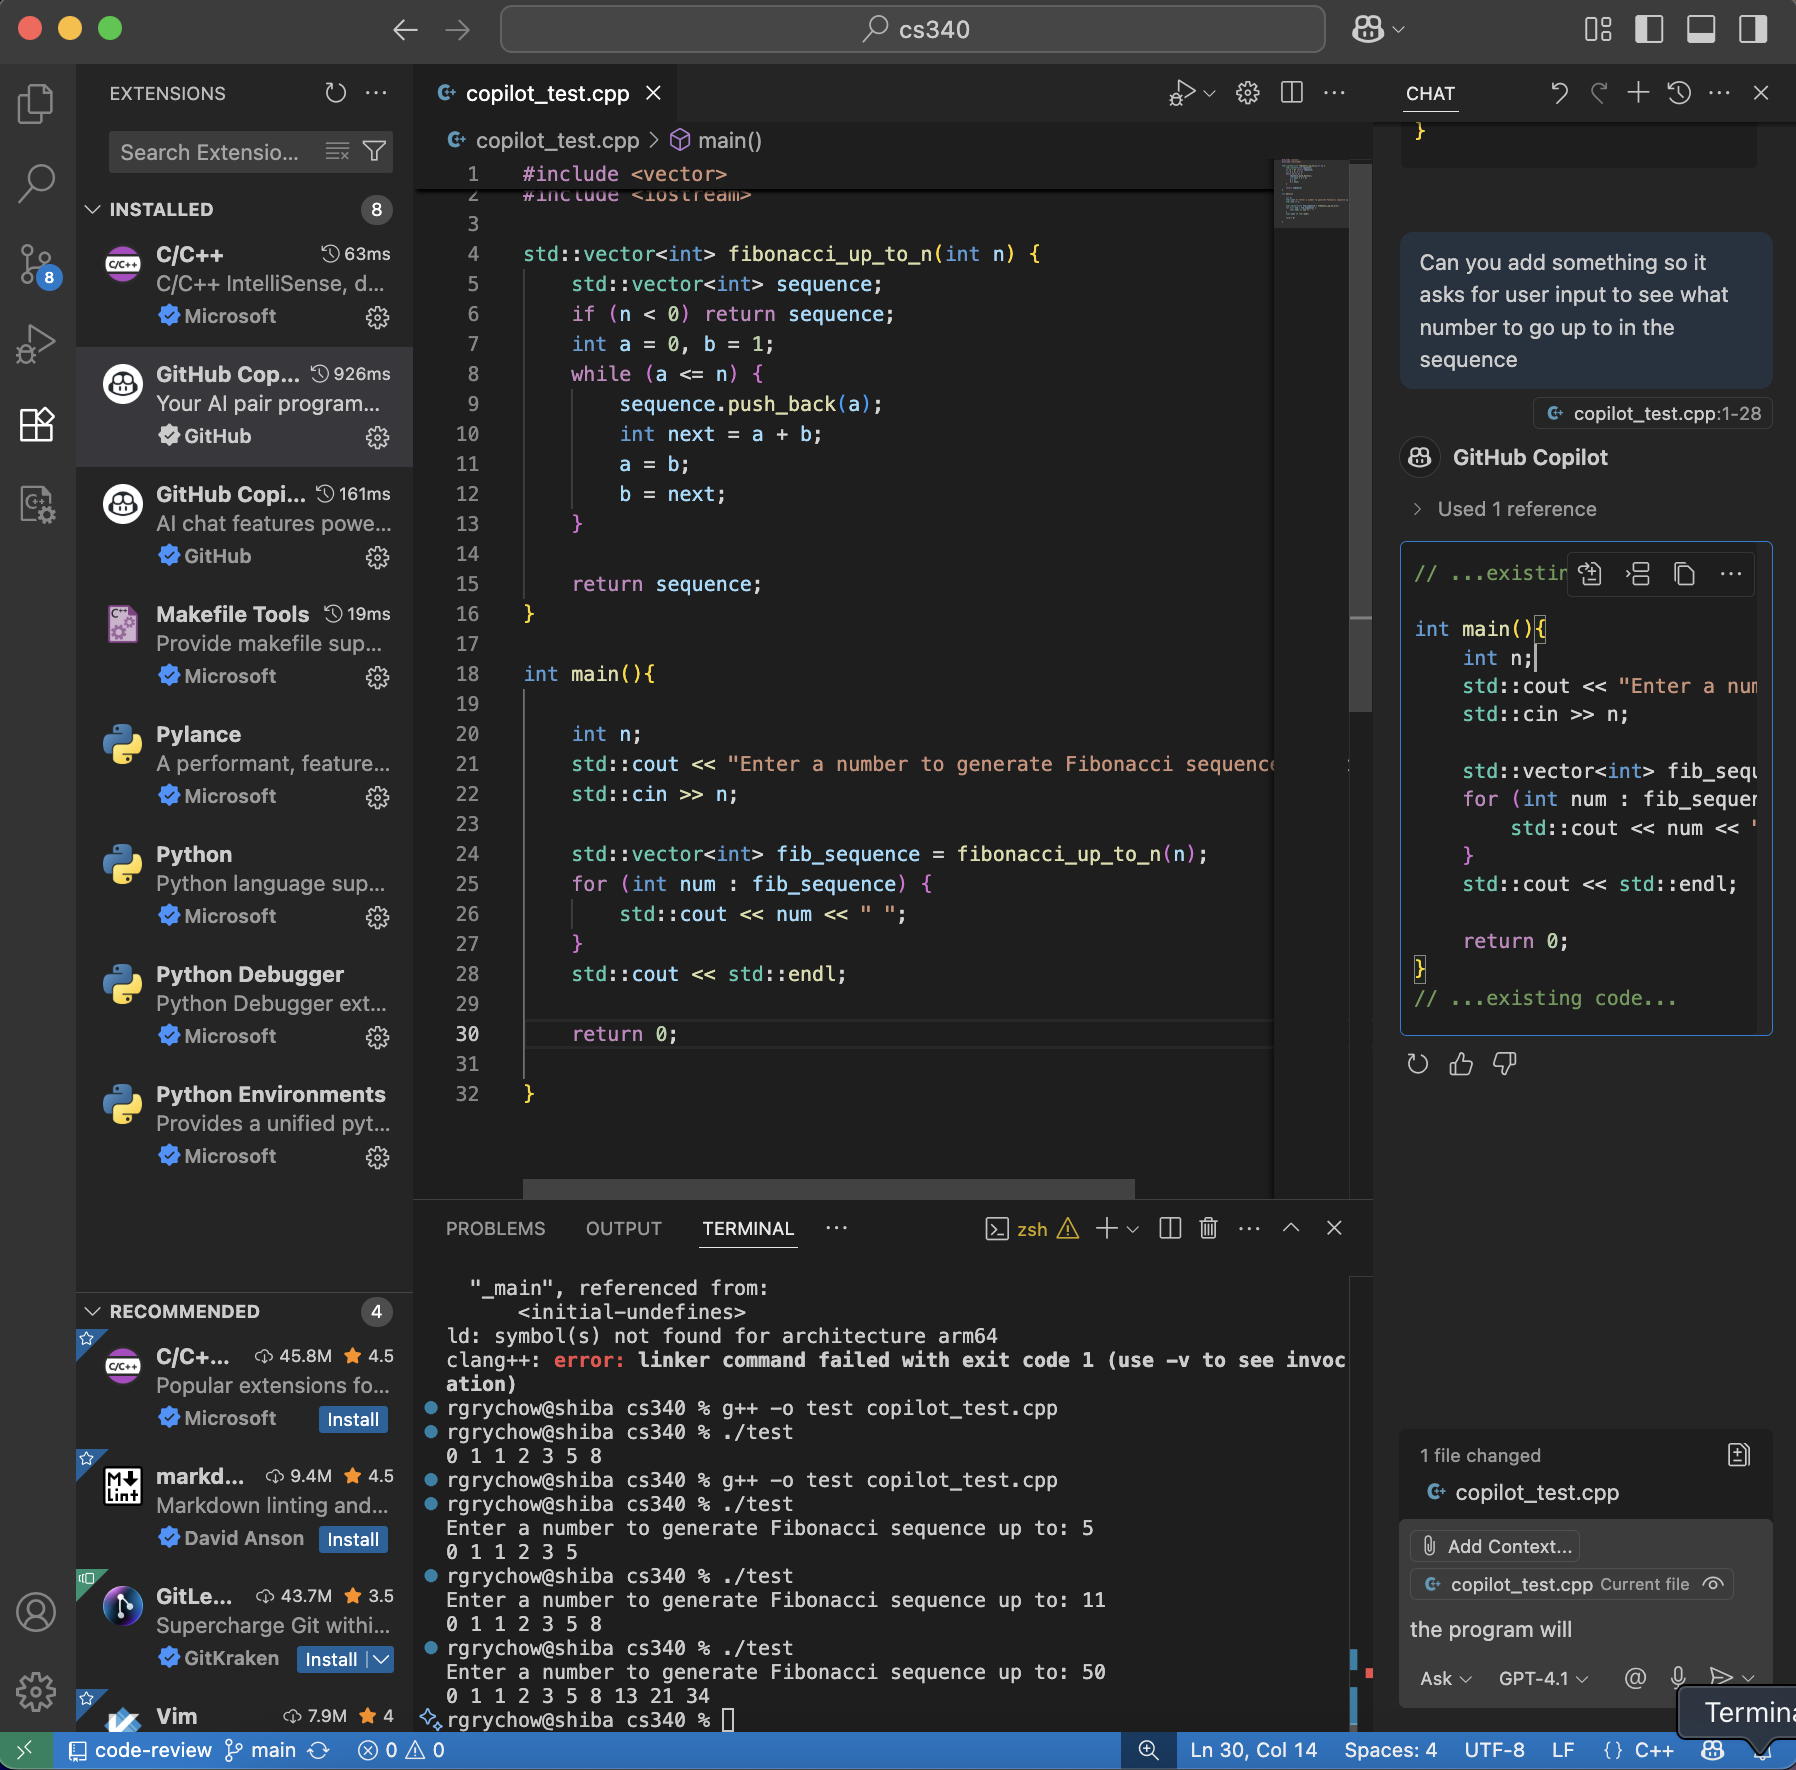 cs340
EXTENSIONS
Search Extensio...
INSTALLED
8
C/C++
63ms
C/C++ IntelliSense, d...
Microsoft
GitHub Cop...
926ms
Your AI pair program...
GitHub
GitHub Copi...
161ms
AI chat features powe...
GitHub
Makefile Tools
19ms
Provide makefile sup...
Microsoft
Pylance
A performant, feature...
Microsoft
Python
Python language sup...
Microsoft
Python Debugger
Python Debugger ext...
Microsoft
Python Environments
Provides a unified pyt...
Microsoft
RECOMMENDED
4
C/C+...
45.8M
4.5
Popular extensions fo...
Microsoft
Install
markd...
9.4M
4.5
Markdown linting and...
David Anson
Install
GitLe...
43.7M
3.5
Supercharge Git withi...
GitKraken
Install
Vim
7.9M
4
8
copilot_test.cpp
copilot_test.cpp > main()
1 #include <vector>
2 #include <iostream>
3
4 std::vector<int> fibonacci_up_to_n(int n) {
5     std::vector<int> sequence;
6     if (n < 0) return sequence;
7     int a = 0, b = 1;
8     while (a <= n) {
9         sequence.push_back(a);
10         int next = a + b;
11         a = b;
12         b = next;
13     }
14
15     return sequence;
16 }
17
18 int main(){
19
20     int n;
21     std::cout << "Enter a number to generate Fibonacci sequence
22     std::cin >> n;
23
24     std::vector<int> fib_sequence = fibonacci_up_to_n(n);
25     for (int num : fib_sequence) {
26         std::cout << num << " ";
27     }
28     std::cout << std::endl;
29
30     return 0;
31
32 }
PROBLEMS
OUTPUT
TERMINAL
zsh
"_main", referenced from:
<initial-undefines>
ld: symbol(s) not found for architecture arm64
clang++: error: linker command failed with exit code 1 (use -v to see invoc
ation)
rgrychow@shiba cs340 % g++ -o test copilot_test.cpp
rgrychow@shiba cs340 % ./test
0 1 1 2 3 5 8
rgrychow@shiba cs340 % g++ -o test copilot_test.cpp
rgrychow@shiba cs340 % ./test
Enter a number to generate Fibonacci sequence up to: 5
0 1 1 2 3 5
rgrychow@shiba cs340 % ./test
Enter a number to generate Fibonacci sequence up to: 11
0 1 1 2 3 5 8
rgrychow@shiba cs340 % ./test
Enter a number to generate Fibonacci sequence up to: 50
0 1 1 2 3 5 8 13 21 34
rgrychow@shiba cs340 %
CHAT
}
Can you add something so it
asks for user input to see what
number to go up to in the
sequence
copilot_test.cpp:1-28
GitHub Copilot
Used 1 reference
// ...existin
int main(){
    int n;
    std::cout << "Enter a num
    std::cin >> n;
    std::vector<int> fib_sequ
    for (int num : fib_sequen
        std::cout << num << "
    }
    std::cout << std::endl;
    return 0;
}
// ...existing code...
1 file changed
copilot_test.cpp
Add Context...
copilot_test.cpp Current file
the program will
Ask
GPT-4.1
Termina
code-review
main
0
0
Ln 30, Col 14
Spaces: 4
UTF-8
LF
{} C++